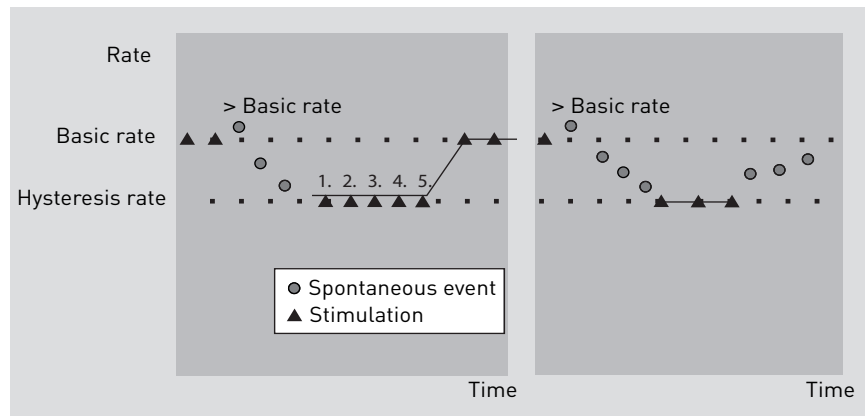 Rate
> Basic rate
> Basic rate
Basic rate
1. 2. 3. 4. 5.
Hysteresis rate
Spontaneous event
Stimulation
Time
Time